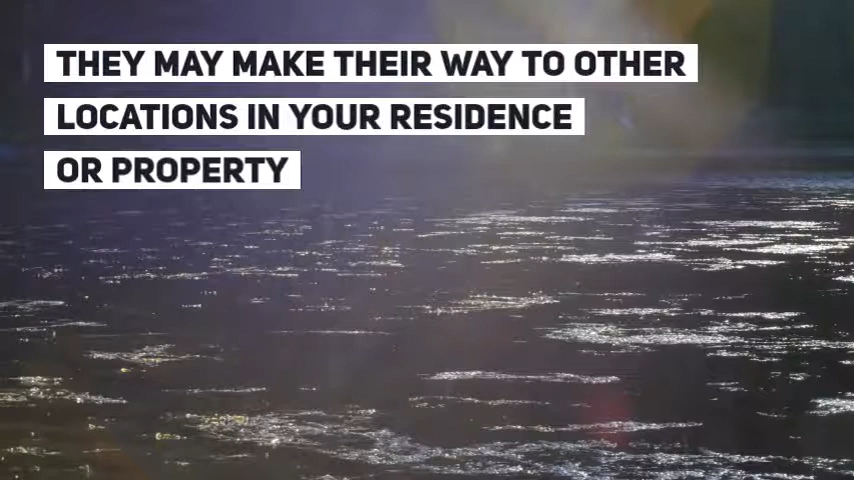 THEY MAY MAKE THEIR WAY TO OTHER
LOCATIONS IN YOUR RESIDENCE
OR PROPERTY